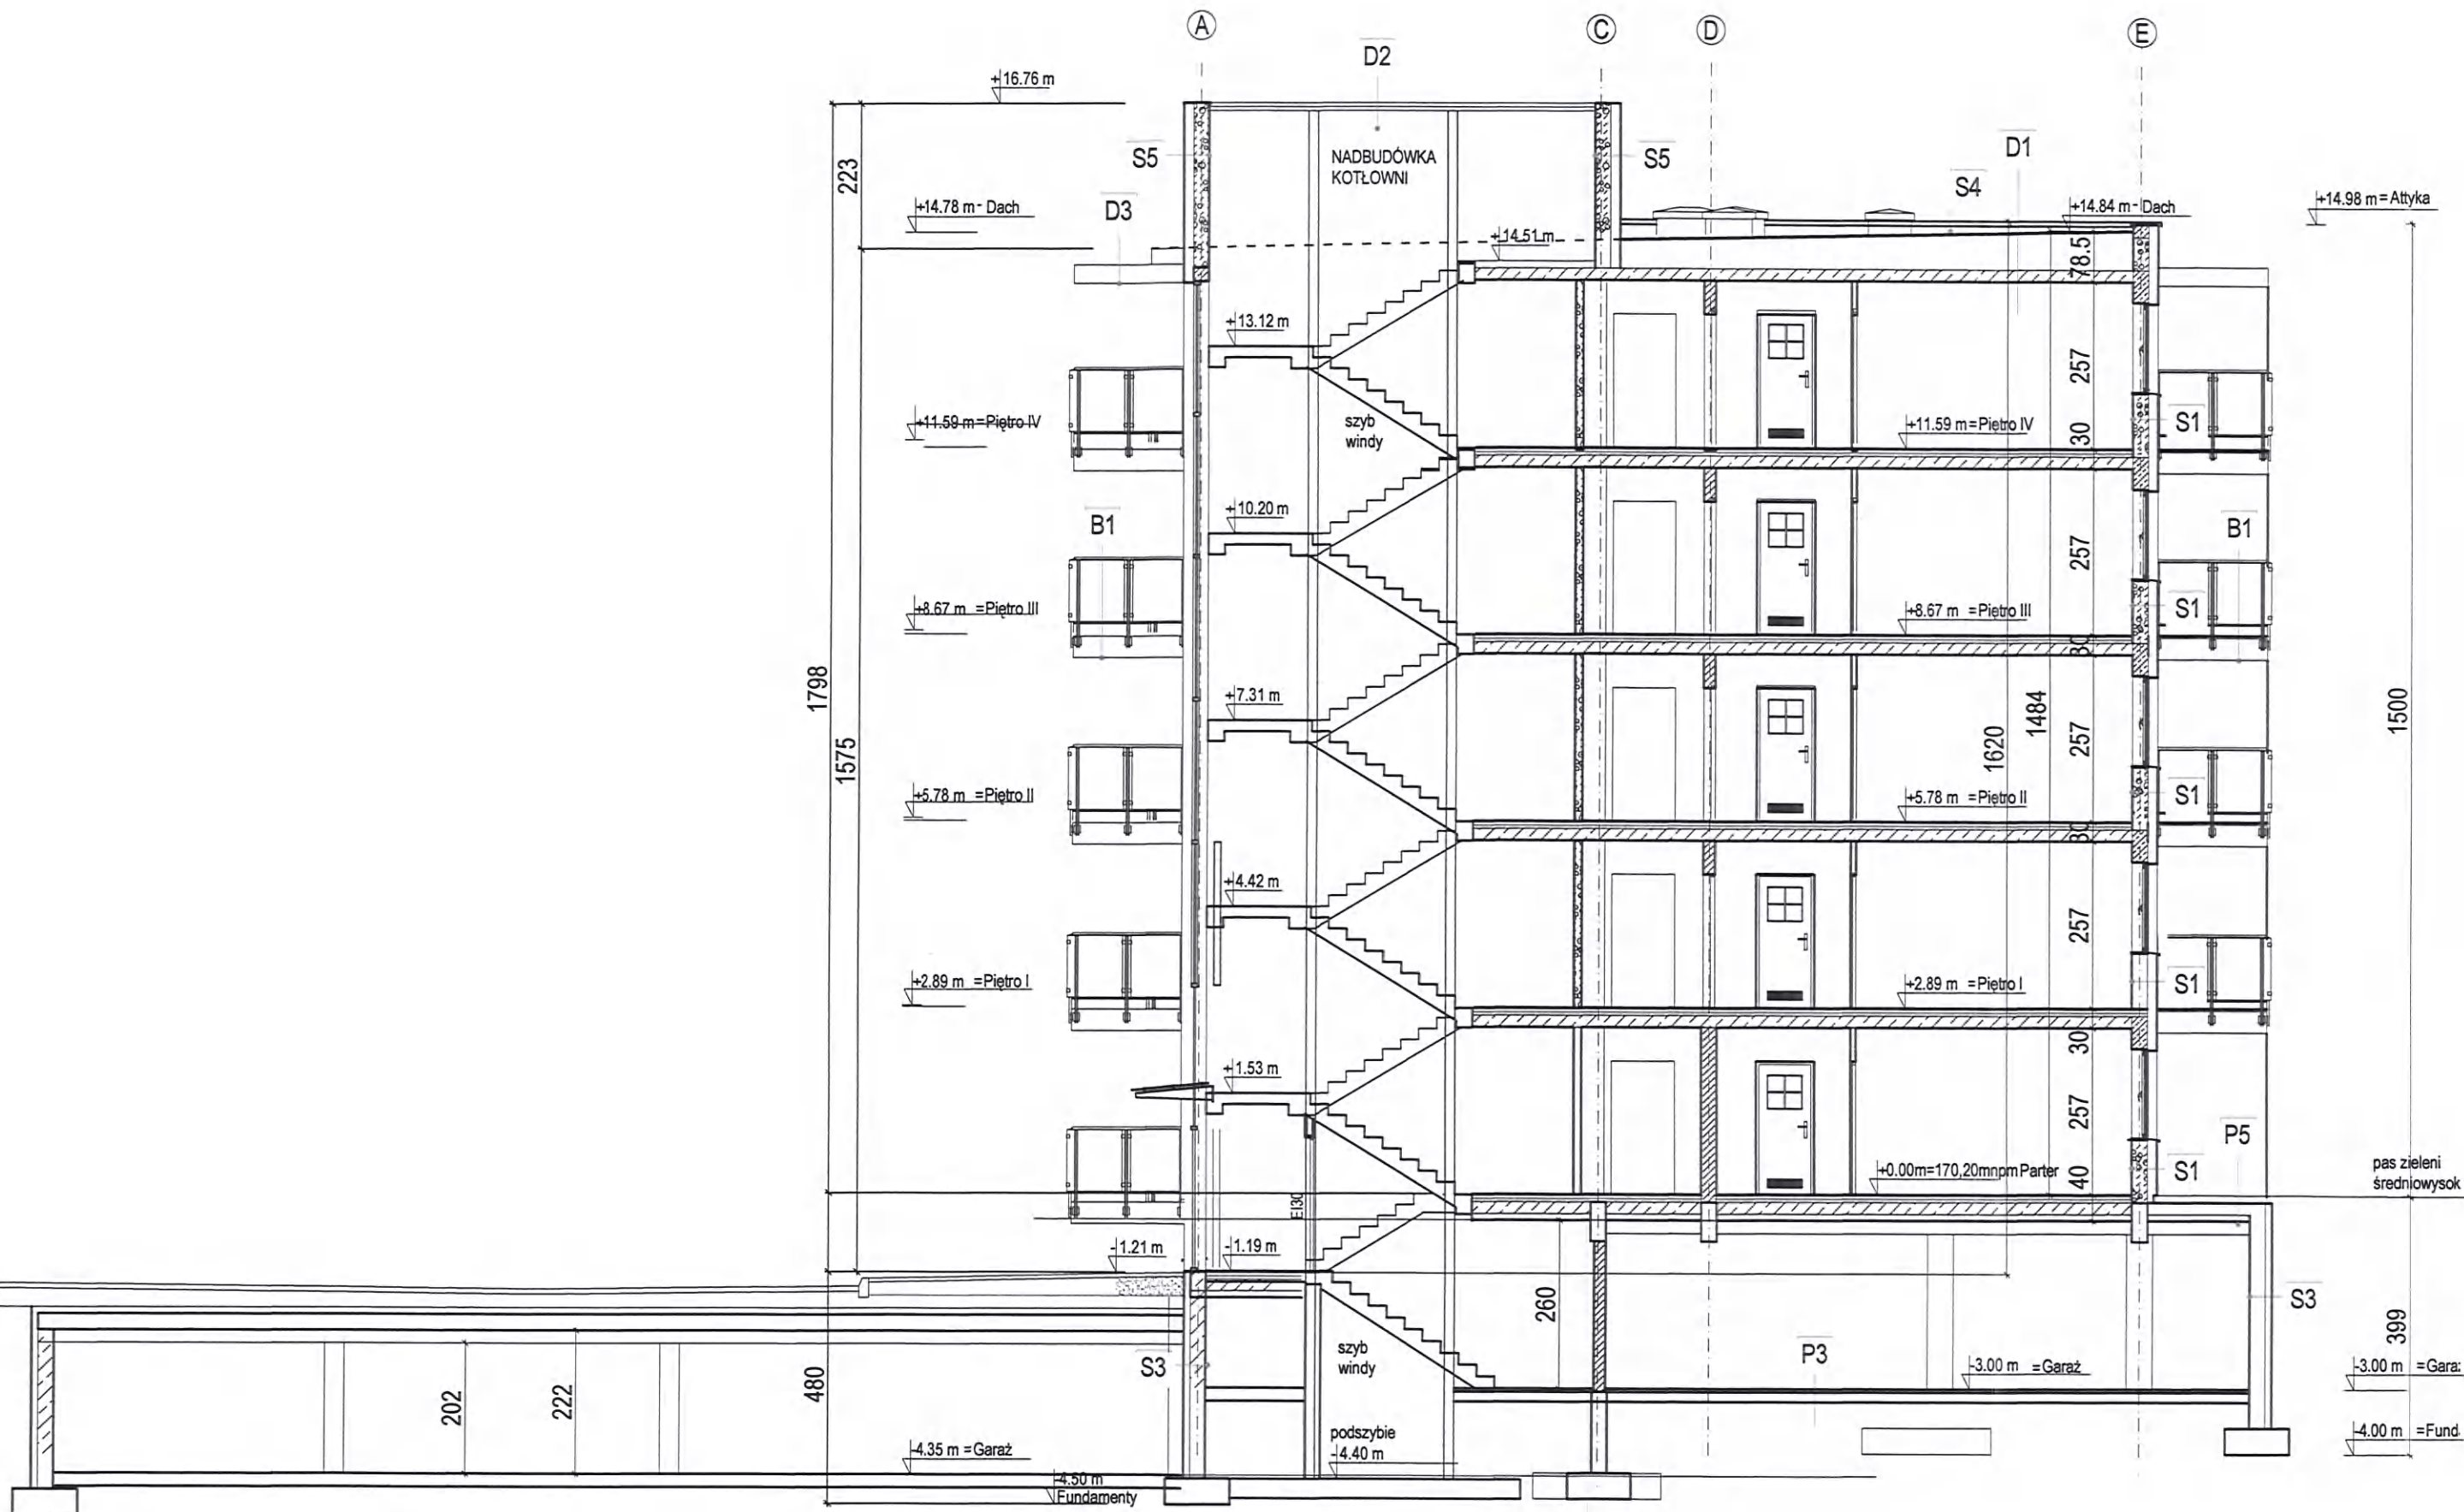 A
C
D
E
D2
+16.76 m
S5
NADBUDÓWKA
KOTŁOWNI
S5
D1
S4
223
+14.78 m - Dach
D3
+14.51 m
+14.84 m - Dach
+14.98 m = Attyka
78.5
+13.12 m
257
+11.59 m = Piętro IV
szyb
windy
+11.59 m = Piętro IV
30
S1
+10.20 m
B1
B1
257
+8.67 m = Piętro III
+8.67 m = Piętro III
S1
30
1798
+7.31 m
1484
1500
1575
1620
257
+5.78 m = Piętro II
+5.78 m = Piętro II
S1
30
+4.42 m
257
+2.89 m = Piętro I
+2.89 m = Piętro I
S1
30
+1.53 m
257
P5
+0.00m=170,20mnpm Parter
40
S1
pas zieleni
średniowysok
EI30
-1.21 m
-1.19 m
260
S3
399
480
S3
szyb
windy
P3
-3.00 m = Garaż
-3.00 m = Gara
202
222
podszybie
-4.40 m
-4.35 m = Garaż
-4.00 m = Fund
-4.50 m
Fundamenty